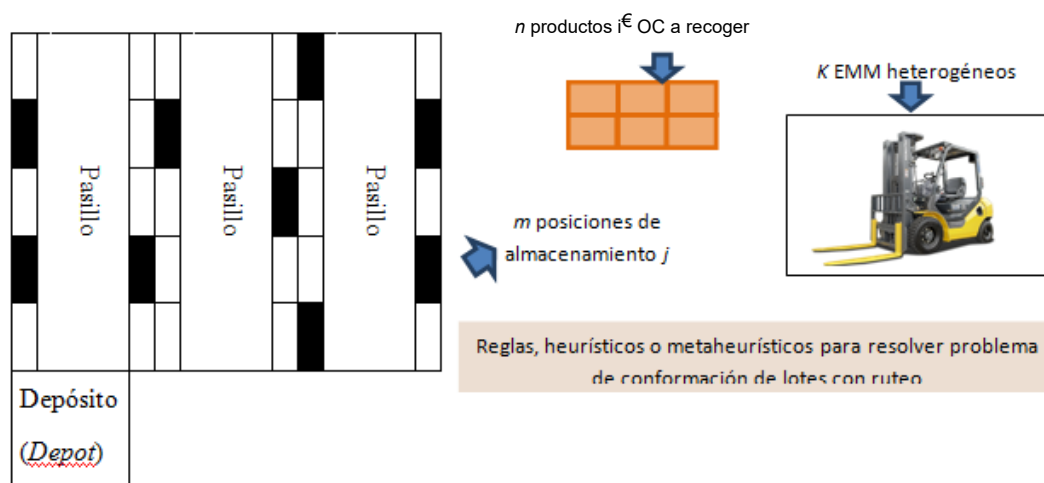 n productos i€ OC a recoger
K EMM heterogéneos
Pasillo
Pasillo
Pasillo
m posiciones de
almacenamiento j
Reglas, heurísticos o metaheurísticos para resolver problema
de conformación de lotes con ruteo
Depósito
(Depot)